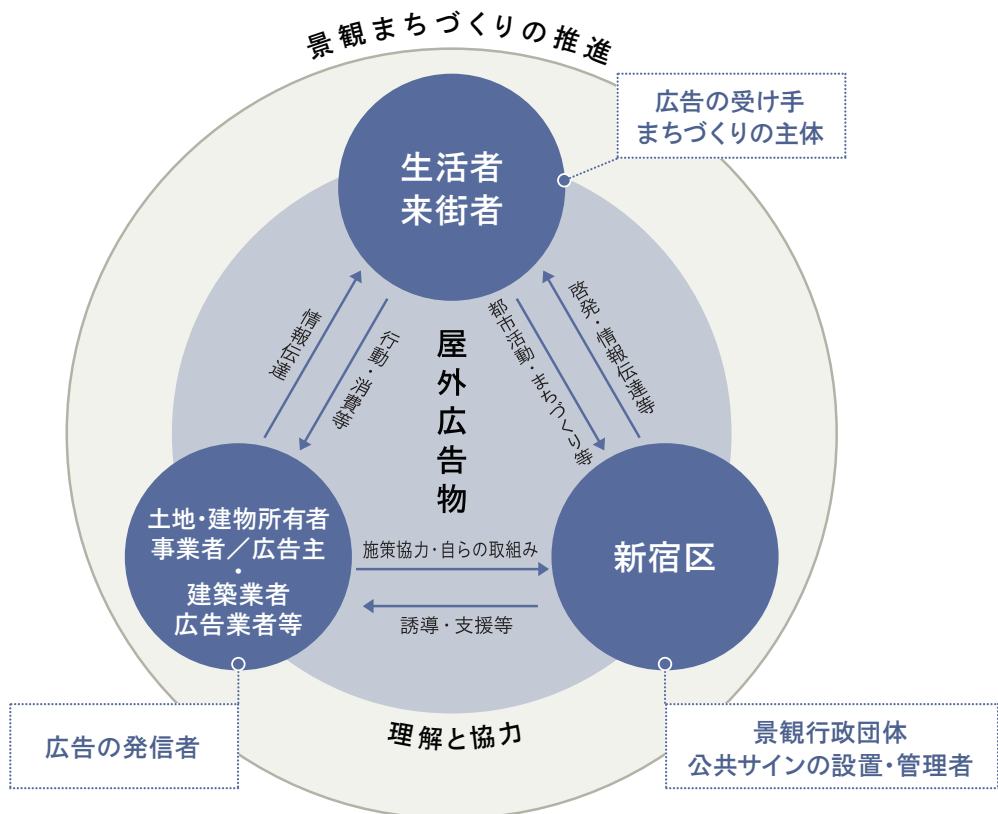 景観まちづくりの推進
広告の受け手
まちづくりの主体
生活者
来街者
情報伝達
行動・消費等
屋外広告物
都市活動・まちづくり等
啓発・情報伝達等
土地・建物所有者
事業者／広告主
・
建築業者
広告業者等
施策協力・自らの取組み
誘導・支援等
新宿区
理解と協力
広告の発信者
景観行政団体
公共サインの設置・管理者